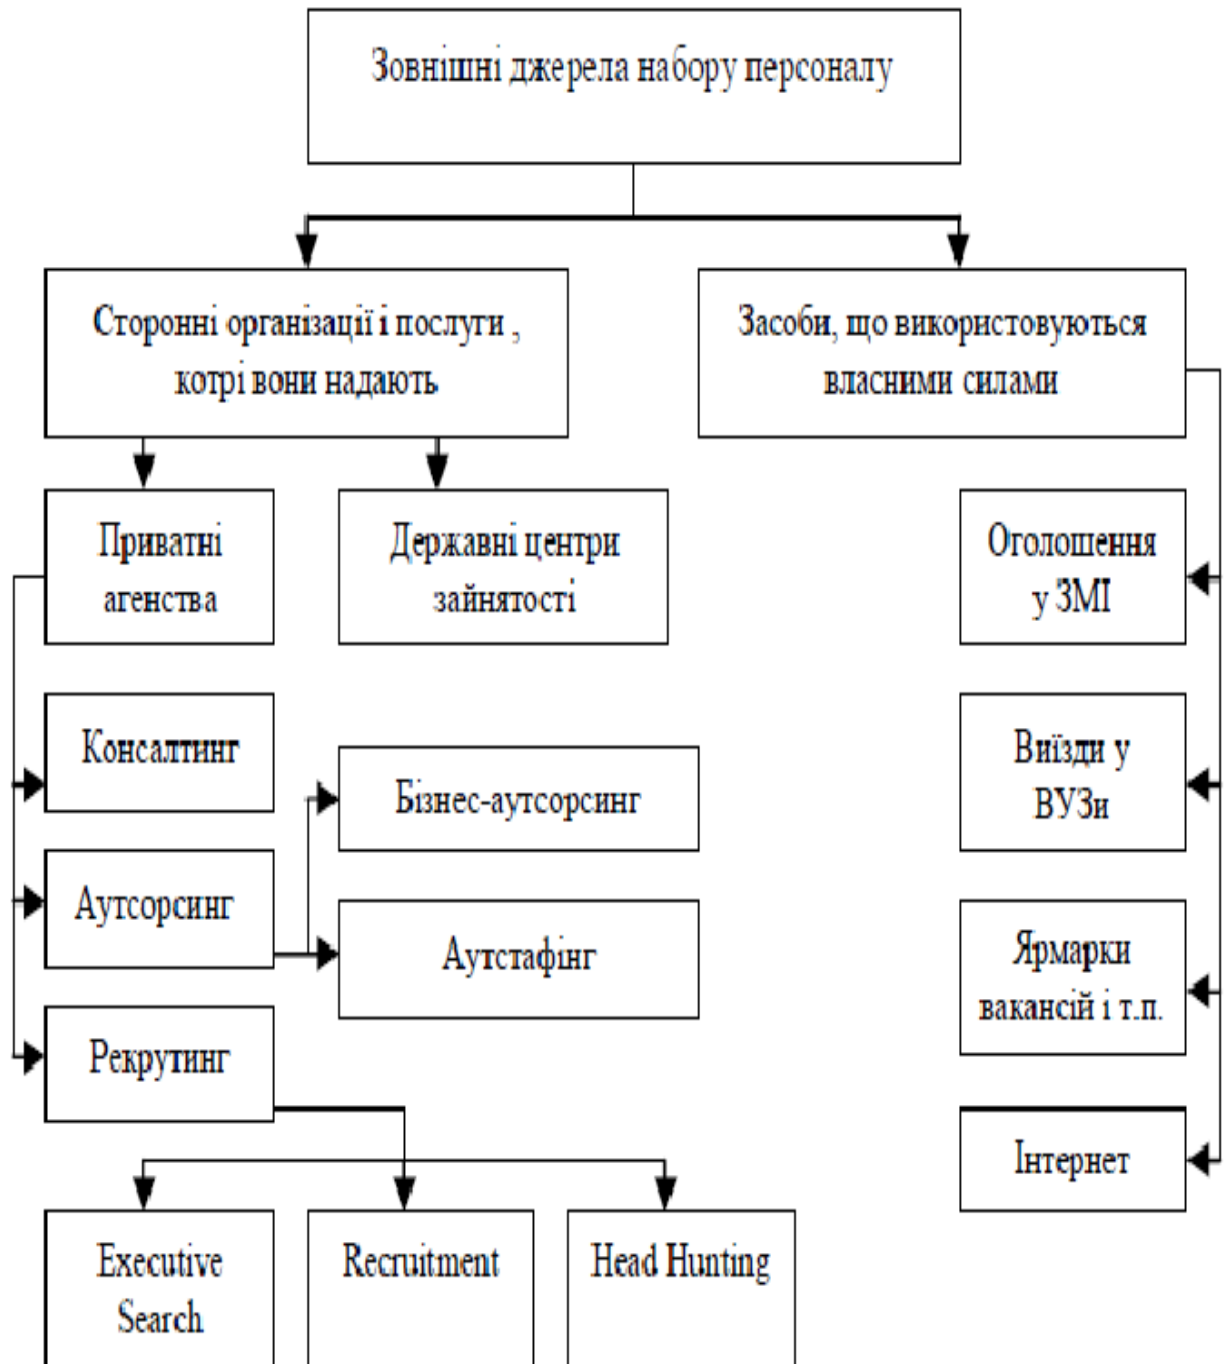 Зовнішні джерела набору персоналу
Сторонні організації і послуги ,
котрі вони надають
Засоби, що використовуються
власними силами
Приватні
агенства
Державні центри
зайнятості
Оголошення
у ЗМІ
Консалтинг
Бізнес-аутсорсинг
Виїзди у
ВУЗи
Аутсорсинг
Аутстафінг
Ярмарки
вакансій і т.п.
Рекрутинг
Інтернет
Executive
Search
Recruitment
Head Hunting